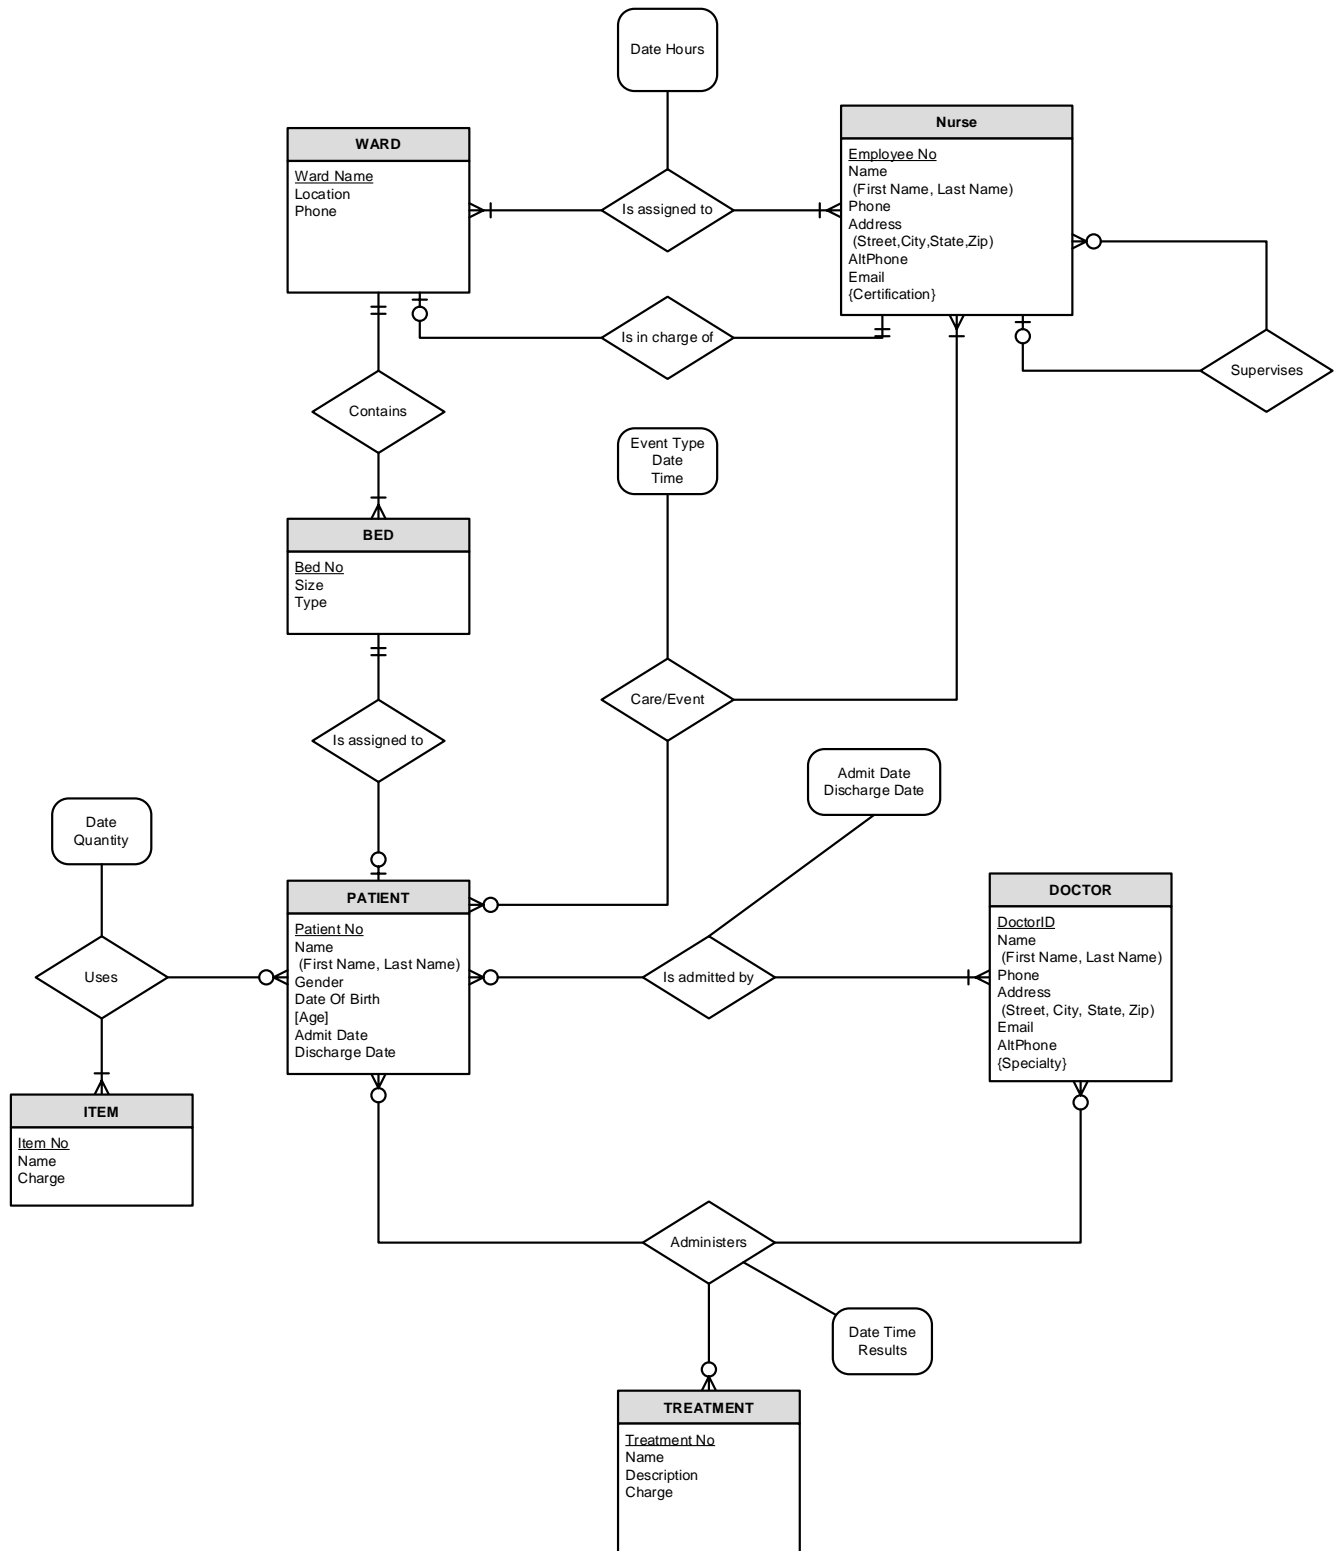 Date Hours
WARD
Ward Name
Location
Phone
Is assigned to
Nurse
Employee No
Name
(First Name, Last Name)
Phone
Address
(Street,City,State,Zip)
AltPhone
Email
{Certification}
Is in charge of
Supervises
Contains
Event Type
Date
Time
BED
Bed No
Size
Type
Care/Event
Is assigned to
Admit Date
Discharge Date
Date
Quantity
Uses
PATIENT
Patient No
Name
(First Name, Last Name)
Gender
Date Of Birth
[Age]
Admit Date
Discharge Date
Is admitted by
DOCTOR
DoctorID
Name
(First Name, Last Name)
Phone
Address
(Street, City, State, Zip)
Email
AltPhone
{Specialty}
ITEM
Item No
Name
Charge
Administers
Date Time
Results
TREATMENT
Treatment No
Name
Description
Charge